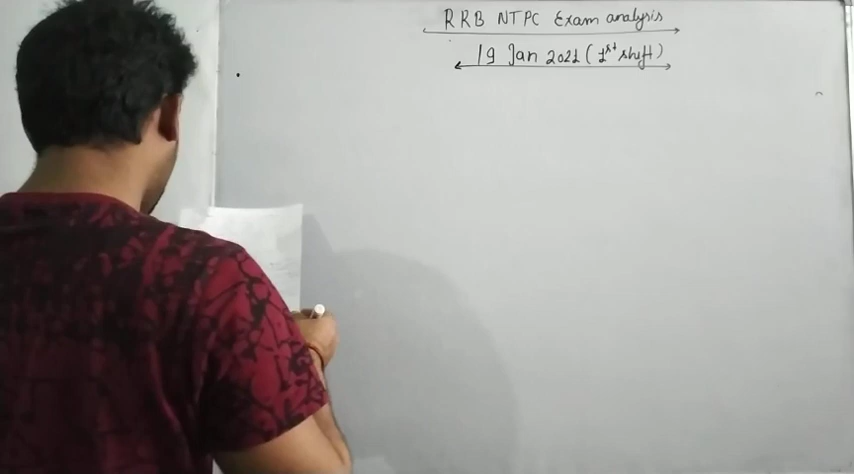 RRB NTPC Exam analysis
19 Jan 2021 (1st shift)